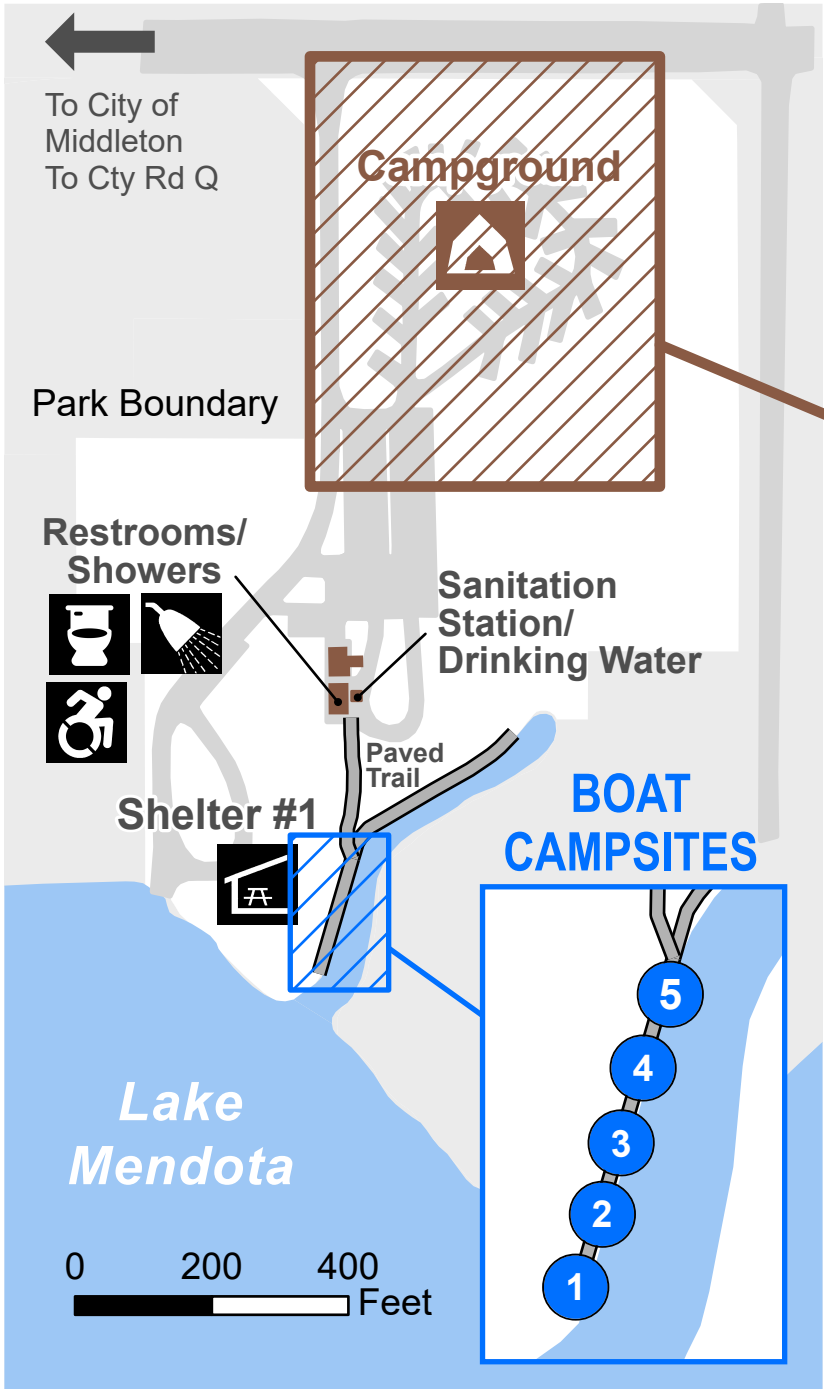 To City of
Middleton
To Cty Rd Q
Campground
Park Boundary
Restrooms/
Showers
Sanitation
Station/
Drinking Water
Paved
Trail
Shelter #1
BOAT
CAMPSITES
5
4
3
2
1
Lake
Mendota
0 200 400
Feet